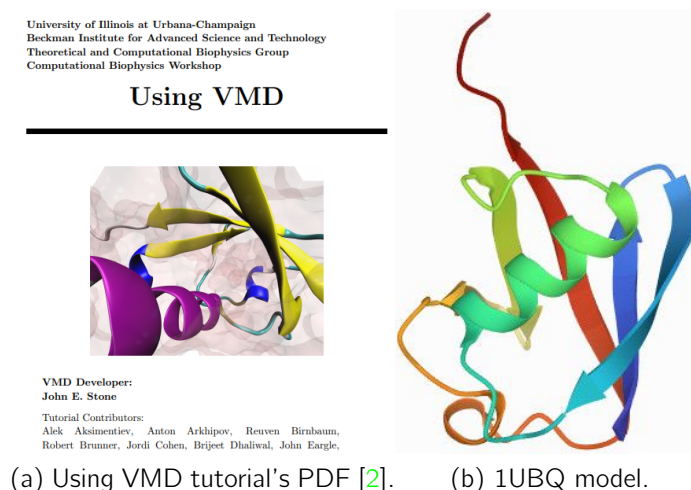 University of Illinois at Urbana-Champaign
Beckman Institute for Advanced Science and Technology
Theoretical and Computational Biophysics Group
Computational Biophysics Workshop
Using VMD
VMD Developer:
John E. Stone
Tutorial Contributors:
Alek Aksimentiev, Anton Arkhipov, Reuven Birnbaum,
Robert Brunner, Jordi Cohen, Brijeet Dhaliwal, John Eargle,
(a) Using VMD tutorial's PDF [2].
(b) 1UBQ model.